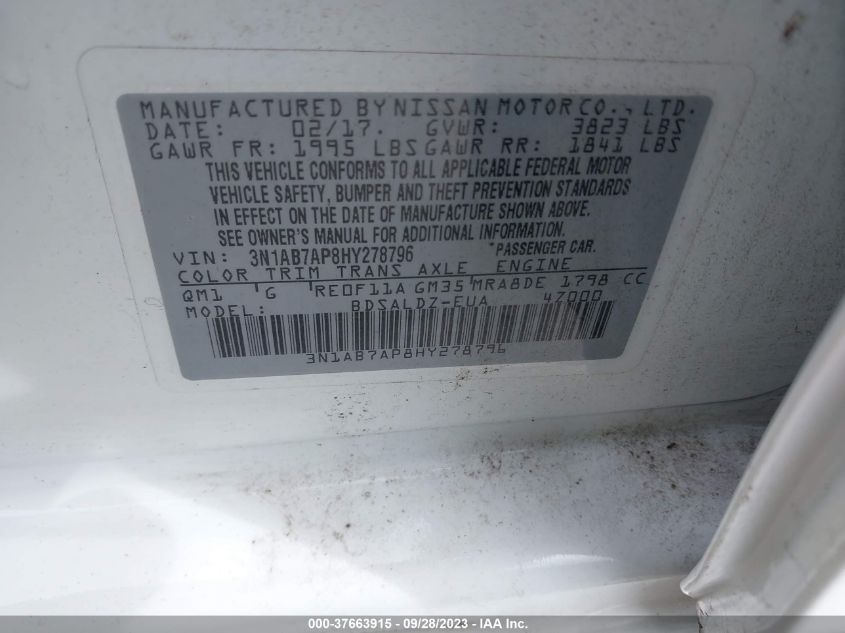 MANUFACTURED BY NISSAN MOTOR CO., LTD.
DATE: 02/17. GVWR: 3823 LBS
GAWR FR: 1995 LBS GAWR RR: 1841 LBS
THIS VEHICLE CONFORMS TO ALL APPLICABLE FEDERAL MOTOR
VEHICLE SAFETY, BUMPER AND THEFT PREVENTION STANDARDS
IN EFFECT ON THE DATE OF MANUFACTURE SHOWN ABOVE.
SEE OWNER'S MANUAL FOR ADDITIONAL INFORMATION.
VIN: 3N1AB7AP8HY278796 *PASSENGER CAR.
COLOR TRIM TRANS AXLE ENGINE
QM1 G RE0F11A GM35 MRA8DE 1798 CC
MODEL: BDSALDZ-EUA 47000
3N1AB7AP8HY278796
000-37663915 - 09/28/2023 - IAA Inc.